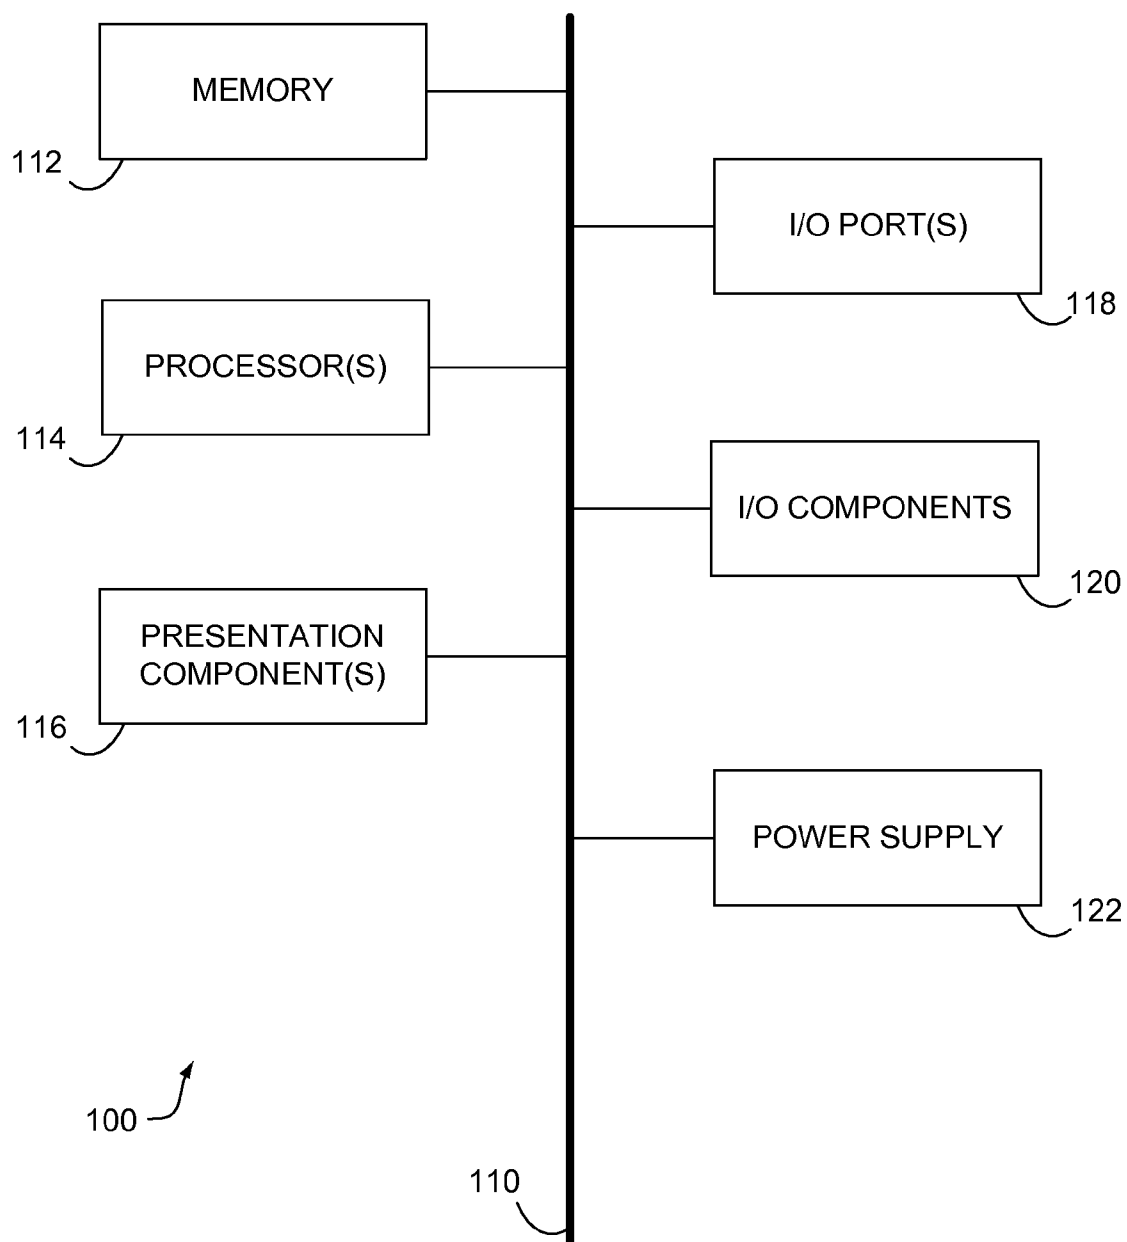 MEMORY
112
I/O PORT(S)
118
PROCESSOR(S)
114
I/O COMPONENTS
120
PRESENTATION
COMPONENT(S)
116
POWER SUPPLY
122
100
110